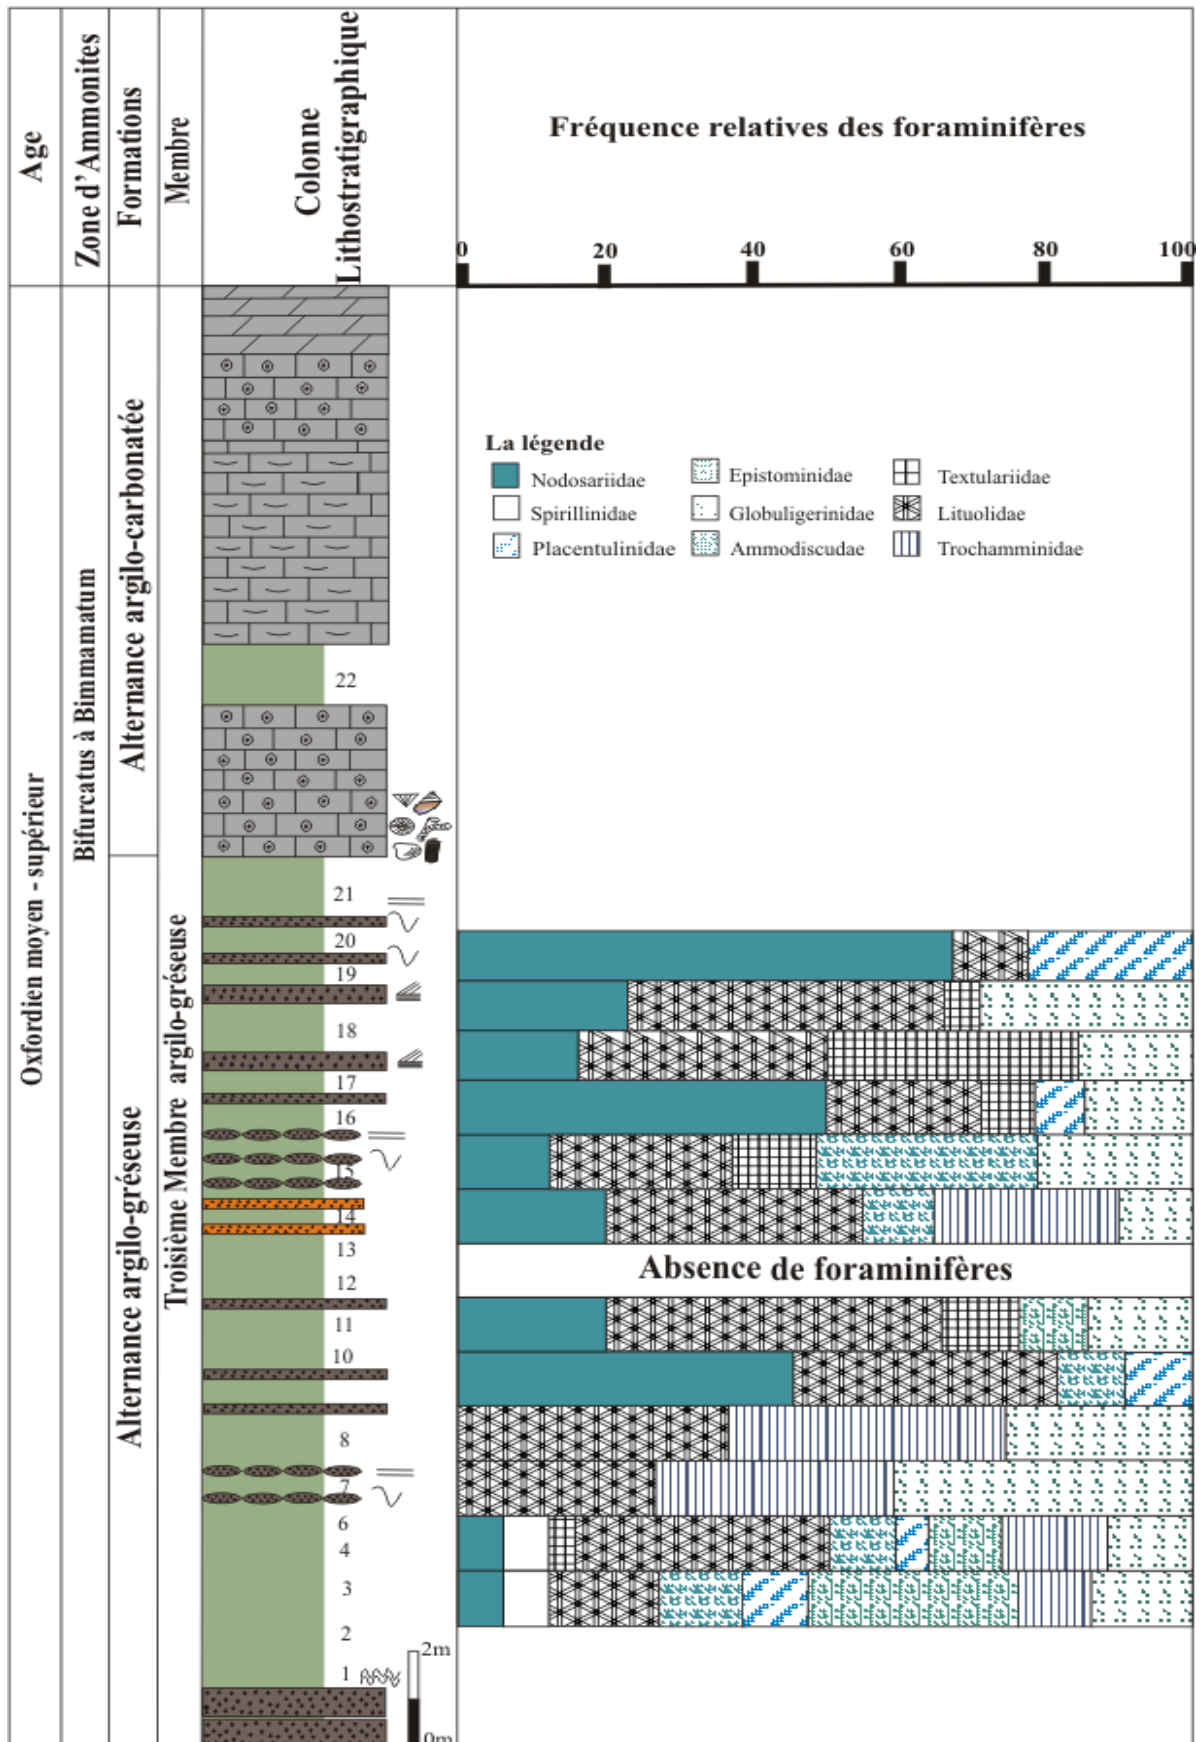 Age
Zone d'Ammonites
Formations
Membre
Colonne
Lithostratigraphique
Fréquence relatives des foraminifères
0 20 40 60 80 100
La légende
Nodosariidae
Epistominidae
Textulariidae
Spirillinidae
Globuligerinidae
Lituolidae
Placentulinidae
Ammodiscudae
Trochamminidae
Oxfordien moyen - supérieur
Bifurcatus à Bimmamatum
Alternance argilo-carbonatée
Alternance argilo-gréseuse
Troisième Membre argilo-gréseuse
22
21
20
19
18
17
16
15
14
13
12
11
10
8
7
6
4
3
2
1
Absence de foraminifères
2m
0m